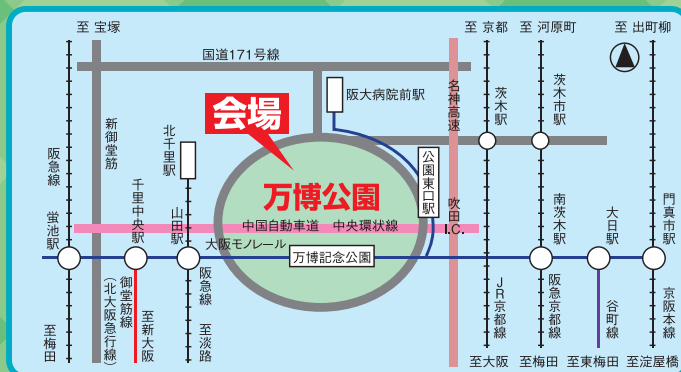 至 宝塚
至 京都
至 河原町
至 出町柳
国道171号線
阪大病院前駅
名神高速
茨木駅
茨木市駅
会場
新御堂筋
北千里駅
阪急線
公園東口駅
千里中央駅
万博公園
蛍池駅
山田駅
中国自動車道 中央環状線
吹田I.C.
南茨木駅
大日駅
門真市駅
大阪モノレール
万博記念公園
御堂筋線
(北大阪急行線)
阪急線
JR京都線
阪急京都線
谷町線
京阪本線
至梅田
至新大阪
至淡路
至大阪
至梅田
至東梅田
至淀屋橋